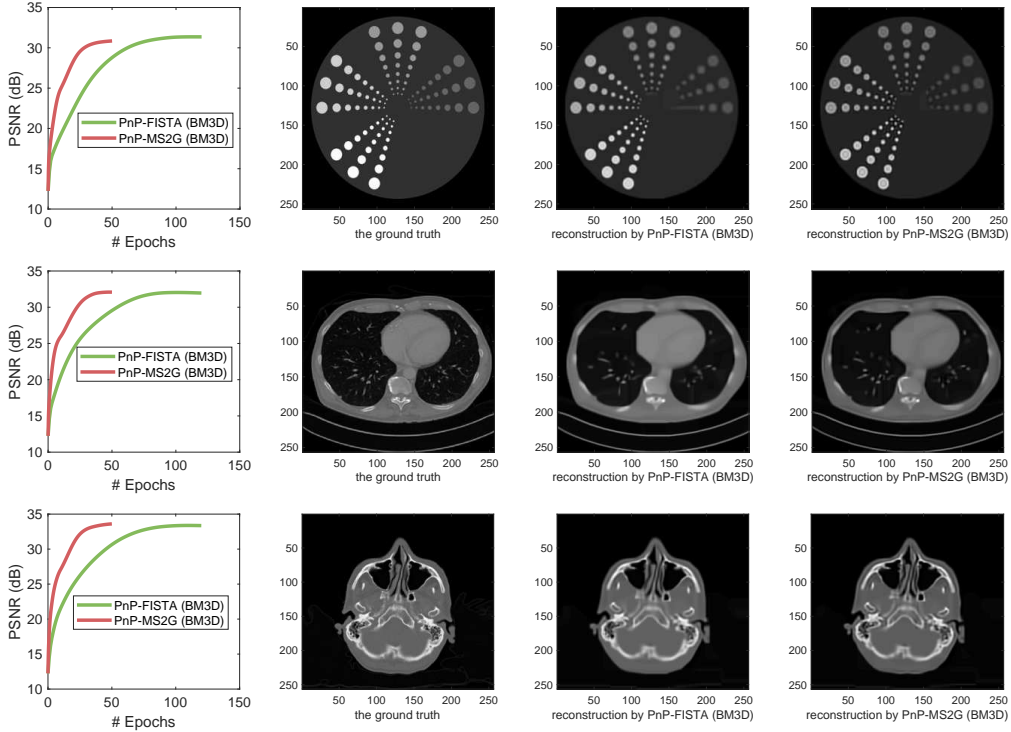 35
30
25
20
15
10
PSNR (dB)
PnP-FISTA (BM3D)
PnP-MS2G (BM3D)
0 50 100 150
# Epochs
50
100
150
200
250
50 100 150 200 250
the ground truth
50
100
150
200
250
50 100 150 200 250
reconstruction by PnP-FISTA (BM3D)
50
100
150
200
250
50 100 150 200 250
reconstruction by PnP-MS2G (BM3D)
35
30
25
20
15
10
PSNR (dB)
PnP-FISTA (BM3D)
PnP-MS2G (BM3D)
0 50 100 150
# Epochs
50
100
150
200
250
50 100 150 200 250
the ground truth
50
100
150
200
250
50 100 150 200 250
reconstruction by PnP-FISTA (BM3D)
50
100
150
200
250
50 100 150 200 250
reconstruction by PnP-MS2G (BM3D)
35
30
25
20
15
10
PSNR (dB)
PnP-FISTA (BM3D)
PnP-MS2G (BM3D)
0 50 100 150
# Epochs
50
100
150
200
250
50 100 150 200 250
the ground truth
50
100
150
200
250
50 100 150 200 250
reconstruction by PnP-FISTA (BM3D)
50
100
150
200
250
50 100 150 200 250
reconstruction by PnP-MS2G (BM3D)